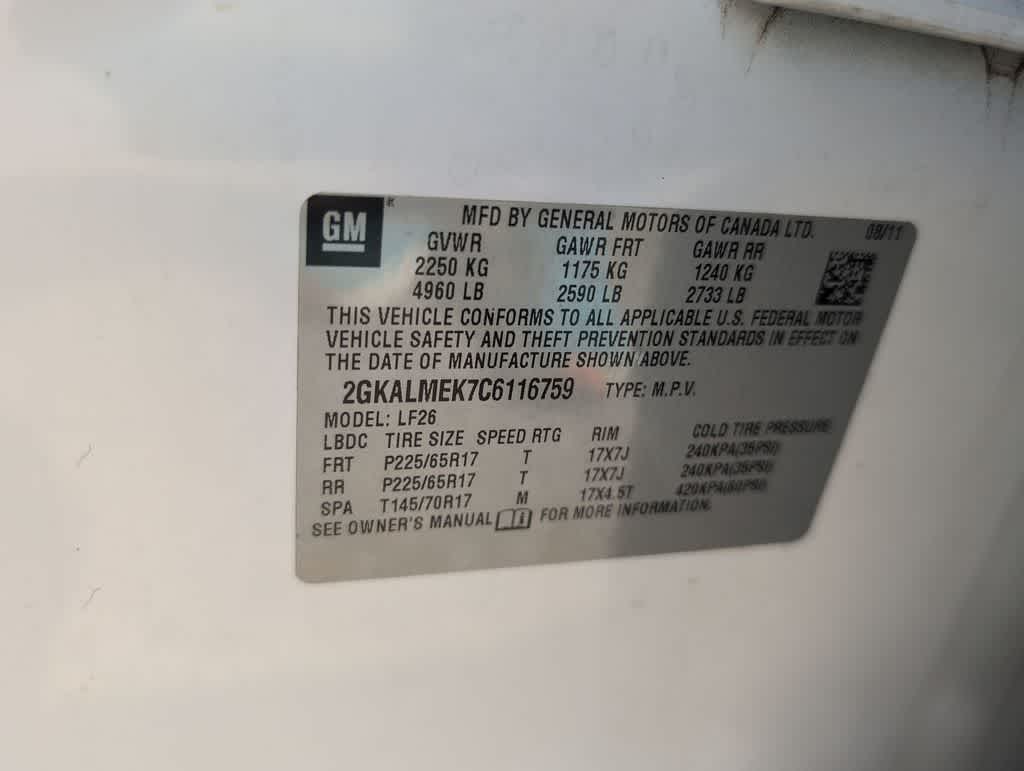 GM
MFD BY GENERAL MOTORS OF CANADA LTD. 08/11
GVWR GAWR FRT GAWR RR
2250 KG 1175 KG 1240 KG
4960 LB 2590 LB 2733 LB
THIS VEHICLE CONFORMS TO ALL APPLICABLE U.S. FEDERAL MOTOR
VEHICLE SAFETY AND THEFT PREVENTION STANDARDS IN EFFECT ON
THE DATE OF MANUFACTURE SHOWN ABOVE.
2GKALMEK7C6116759 TYPE: M.P.V.
MODEL: LF26
LBDC TIRE SIZE SPEED RTG RIM COLD TIRE PRESSURE
FRT P225/65R17 T 17X7J 240KPA(35PSI)
RR P225/65R17 T 17X7J 240KPA(35PSI)
SPA T145/70R17 M 17X4.5T 420KPA(60PSI)
SEE OWNER'S MANUAL FOR MORE INFORMATION.